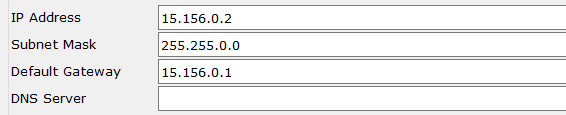 IP Address 15.156.0.2
Subnet Mask 255.255.0.0
Default Gateway 15.156.0.1
DNS Server